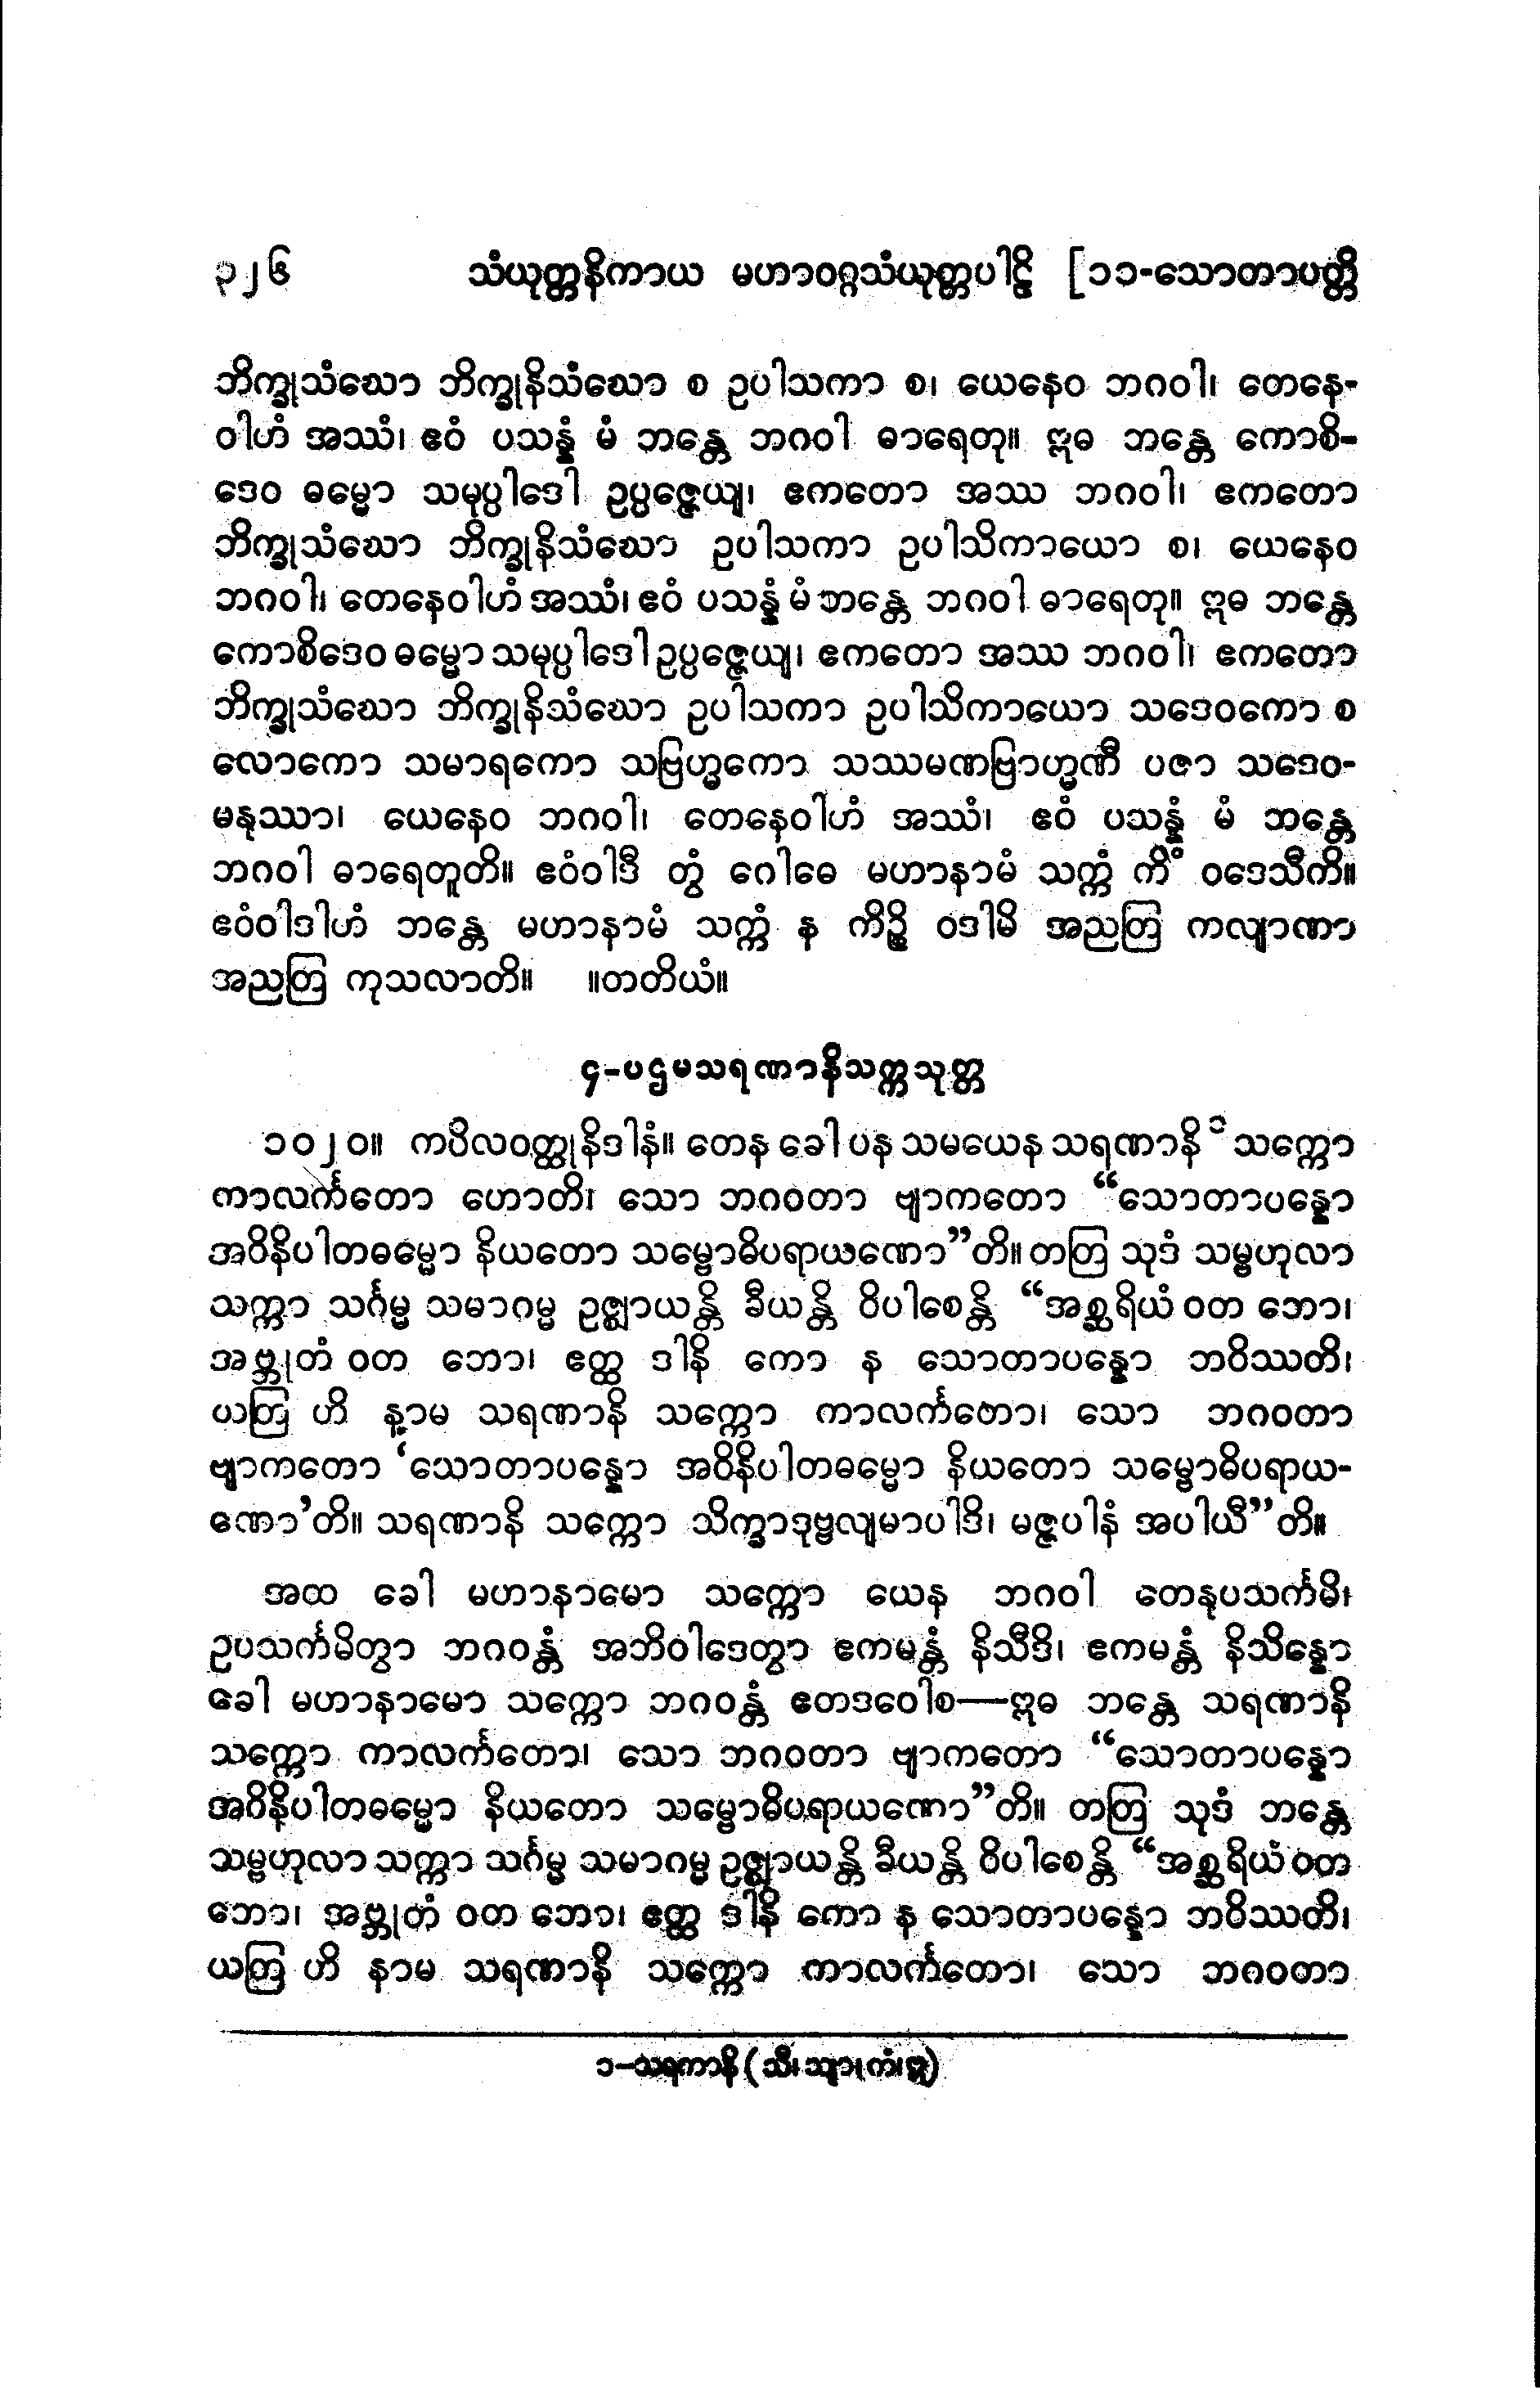 ၃၂၆ သံယုတ္တနိကာယ မဟာဝဂ္ဂသံယုတ္တပါဠိ [၁၁-သောတာပတ္တိ
ဘိက္ခုသံဃော ဘိက္ခုနိသံဃော စ ဥပါသကာ စ၊ ယေနေဝ ဘဂဝါ၊ တေနေ-
ဝါဟံ အဿံ၊ ဧဝံ ပသန္နံ မံ ဘန္တေ ဘဂဝါ ဓာရေတု။ ဣဓ ဘန္တေ ကောစိ-
ဒေဝ ဓမ္မော သမုပ္ပါဒေါ ဥပ္ပဇ္ဇေယျ၊ ဧကတော အဿ ဘဂဝါ၊ ဧကတော
ဘိက္ခုသံဃော ဘိက္ခုနိသံဃော ဥပါသကာ ဥပါသိကာယော စ၊ ယေနေဝ
ဘဂဝါ၊ တေနေဝါဟံ အဿံ၊ ဧဝံ ပသန္နံ မံ ဘန္တေ ဘဂဝါ ဓာရေတု။ ဣဓ ဘန္တေ
ကောစိဒေဝ ဓမ္မော သမုပ္ပါဒေါ ဥပ္ပဇ္ဇေယျ၊ ဧကတော အဿ ဘဂဝါ၊ ဧကတော
ဘိက္ခုသံဃော ဘိက္ခုနိသံဃော ဥပါသကာ ဥပါသိကာယော သဒေဝကော စ
လောကော သမာရကော သဗြဟ္မကော သဿမဏဗြာဟ္မဏီ ပဇာ သဒေဝ-
မနုဿာ၊ ယေနေဝ ဘဂဝါ၊ တေနေဝါဟံ အဿံ၊ ဧဝံ ပသန္နံ မံ ဘန္တေ
ဘဂဝါ ဓာရေတူတိ။ ဧဝံဝါဒီ တွံ ဂေါဓေ မဟာနာမံ သက္ကံ ကိံ ဝဒေသီတိ။
ဧဝံဝါဒါဟံ ဘန္တေ မဟာနာမံ သက္ကံ န ကိဉ္စိ ဝဒါမိ အညတြ ကလျာဏာ
အညတြ ကုသလာတိ။ ။တတိယံ။
၄-ပဌမသရဏာနိသက္ကသုတ္တ
၁၀၂၀။ ကပိလဝတ္ထုနိဒါနံ။ တေန ခေါ ပန သမယေန သရဏာနိ ၁ သက္ကော
ကာလင်္ကတော ဟောတိ၊ သော ဘဂဝတာ ဗျာကတော “သောတာပန္နော
အဝိနိပါတဓမ္မော နိယတော သမ္ဗောဓိပရာယဏော”တိ။ တတြ သုဒံ သမ္ဗဟုလာ
သက္ကာ သင်္ဂမ္မ သမာဂမ္မ ဥဇ္ဈာယန္တိ ခီယန္တိ ဝိပါစေန္တိ “အစ္ဆရိယံ ဝတ ဘော၊
အဗ္ဘုတံ ဝတ ဘော၊ ဧတ္ထ ဒါနိ ကော န သောတာပန္နော ဘဝိဿတိ၊
ယတြ ဟိ နာမ သရဏာနိ သက္ကော ကာလင်္ကတော၊ သော ဘဂဝတာ
ဗျာကတော ‘သောတာပန္နော အဝိနိပါတဓမ္မော နိယတော သမ္ဗောဓိပရာယ-
ဏော’တိ။ သရဏာနိ သက္ကော သိက္ခာဒုဗ္ဗလျမာပါဒိ၊ မဇ္ဇပါနံ အပါယီ”တိ။
အထ ခေါ မဟာနာမော သက္ကော ယေန ဘဂဝါ တေနုပသင်္ကမိ၊
ဥပသင်္ကမိတွာ ဘဂဝန္တံ အဘိဝါဒေတွာ ဧကမန္တံ နိသီဒိ၊ ဧကမန္တံ နိသိန္နော
ခေါ မဟာနာမော သက္ကော ဘဂဝန္တံ ဧတဒဝေါစ—ဣဓ ဘန္တေ သရဏာနိ
သက္ကော ကာလင်္ကတော၊ သော ဘဂဝတာ ဗျာကတော “သောတာပန္နော
အဝိနိပါတဓမ္မော နိယတော သမ္ဗောဓိပရာယဏော”တိ။ တတြ သုဒံ ဘန္တေ
သမ္ဗဟုလာ သက္ကာ သင်္ဂမ္မ သမာဂမ္မ ဥဇ္ဈာယန္တိ ခီယန္တိ ဝိပါစေန္တိ “အစ္ဆရိယံ ဝတ
ဘော၊ အဗ္ဘုတံ ဝတ ဘော၊ ဧတ္ထ ဒါနိ ကော န သောတာပန္နော ဘဝိဿတိ၊
ယတြ ဟိ နာမ သရဏာနိ သက္ကော ကာလင်္ကတော၊ သော ဘဂဝတာ
၁-သရကာနိ (သီ၊ သျာ၊ ကံ၊ ဣ)